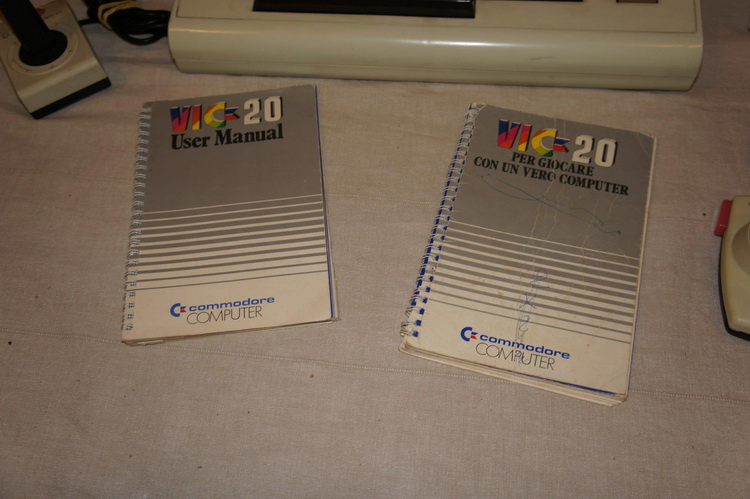 VIC-20
User Manual
commodore
COMPUTER
VIC-20
PER GIOCARE
CON UN VERO COMPUTER
commodore
COMPUTER